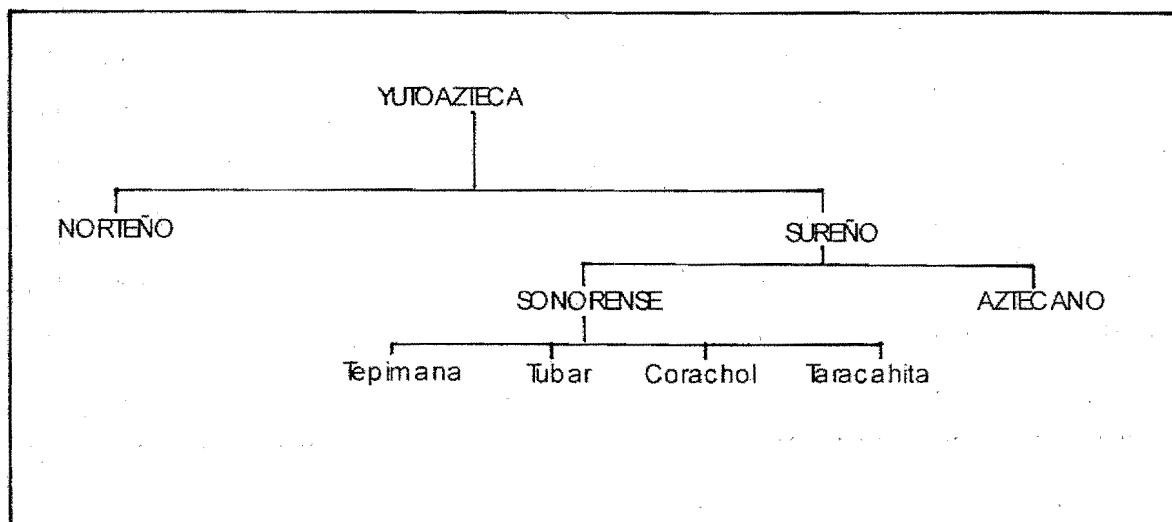 YUTOAZTECA
NORTEÑO SUREÑO
SONORENSE AZTECANO
Tepimana Tubar Corachol Taracahita